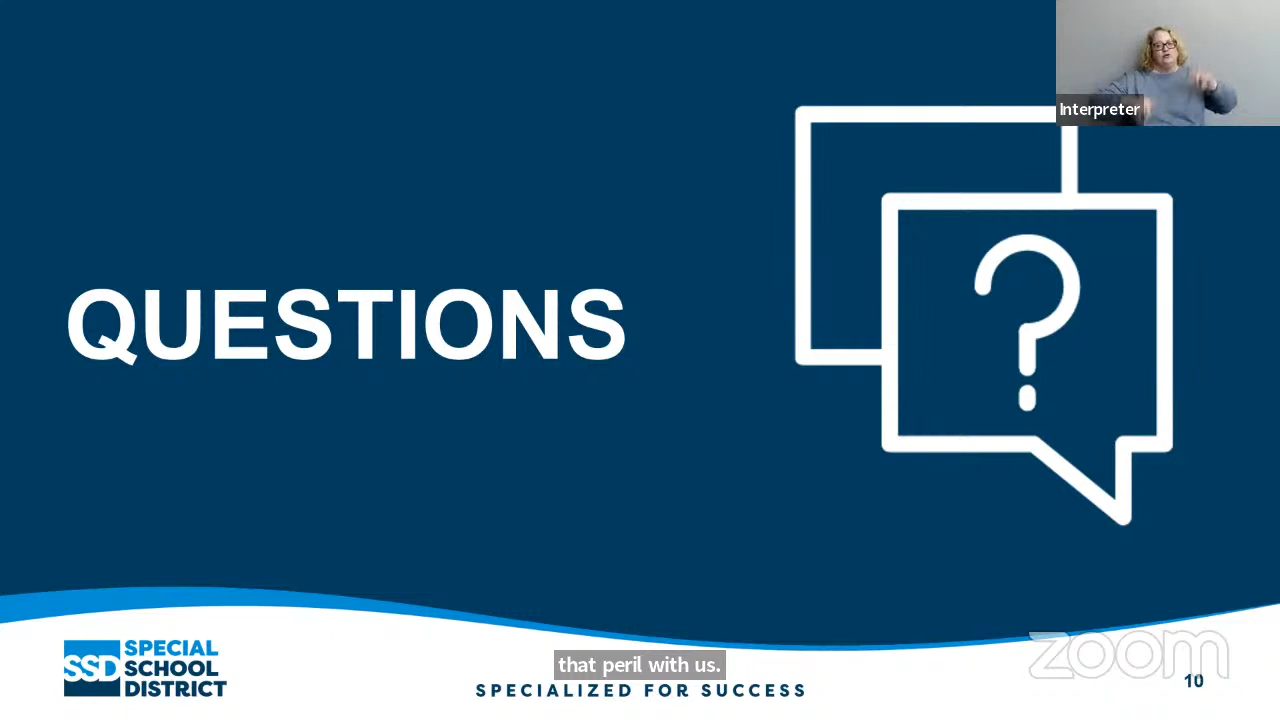 Interpreter
QUESTIONS
?
SSD
SPECIAL
SCHOOL
DISTRICT
that peril with us.
SPECIALIZED FOR SUCCESS
zoom
10